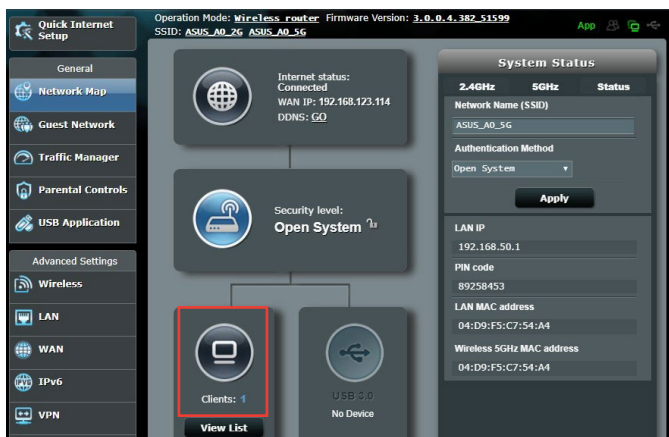 Quick Internet
Setup
Operation Mode: Wireless router Firmware Version: 3.0.0.4.382_51599
SSID: ASUS_A0_2G ASUS_A0_5G
App
General
Network Map
Guest Network
Traffic Manager
Parental Controls
USB Application
Advanced Settings
Wireless
LAN
WAN
IPv6
VPN
Internet status:
Connected
WAN IP: 192.168.123.114
DDNS: GO
Security level:
Open System
Clients: 1
View List
USB 3.0
No Device
System Status
2.4GHz 5GHz Status
Network Name (SSID)
ASUS_A0_5G
Authentication Method
Open System
Apply
LAN IP
192.168.50.1
PIN code
89258453
LAN MAC address
04:D9:F5:C7:54:A4
Wireless 5GHz MAC address
04:D9:F5:C7:54:A4